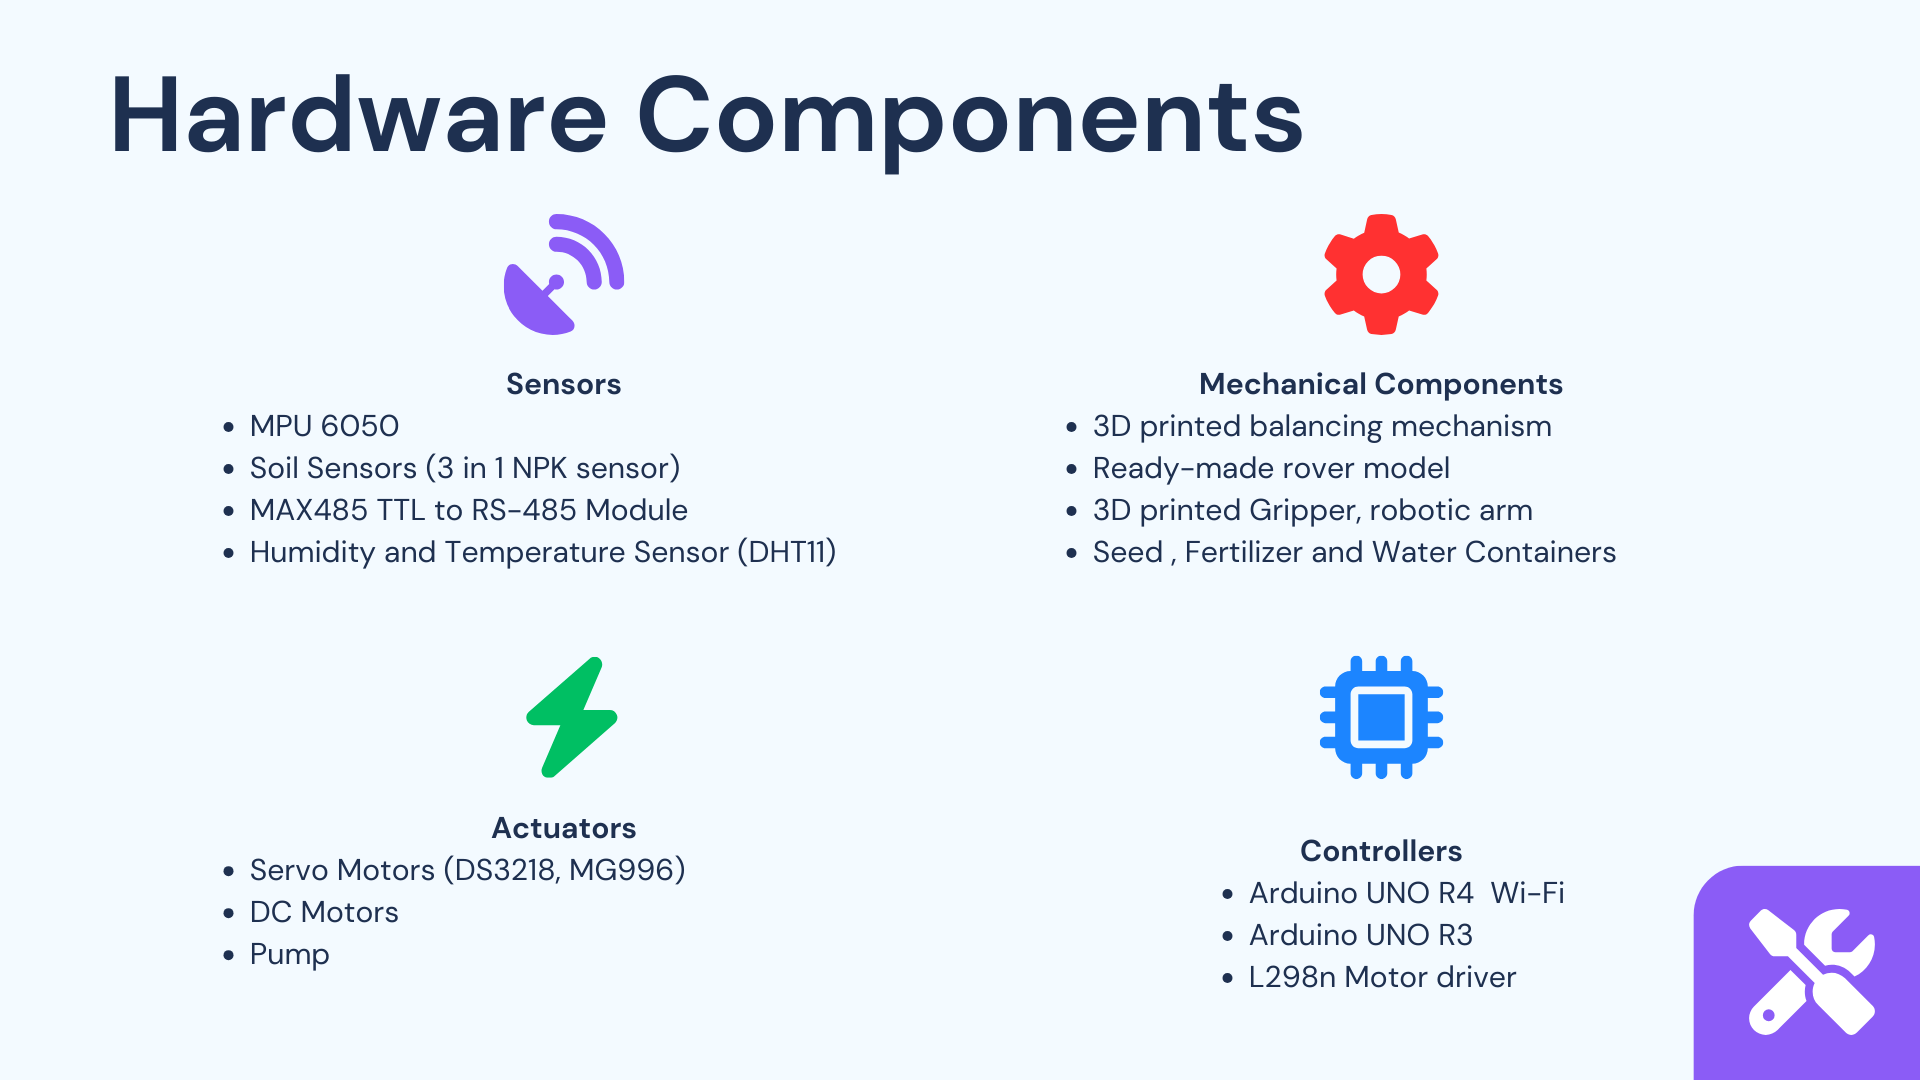 Hardware Components
Sensors
• MPU 6050
• Soil Sensors (3 in 1 NPK sensor)
• MAX485 TTL to RS-485 Module
• Humidity and Temperature Sensor (DHT11)
Mechanical Components
• 3D printed balancing mechanism
• Ready-made rover model
• 3D printed Gripper, robotic arm
• Seed , Fertilizer and Water Containers
Actuators
• Servo Motors (DS3218, MG996)
• DC Motors
• Pump
Controllers
• Arduino UNO R4  Wi-Fi
• Arduino UNO R3
• L298n Motor driver